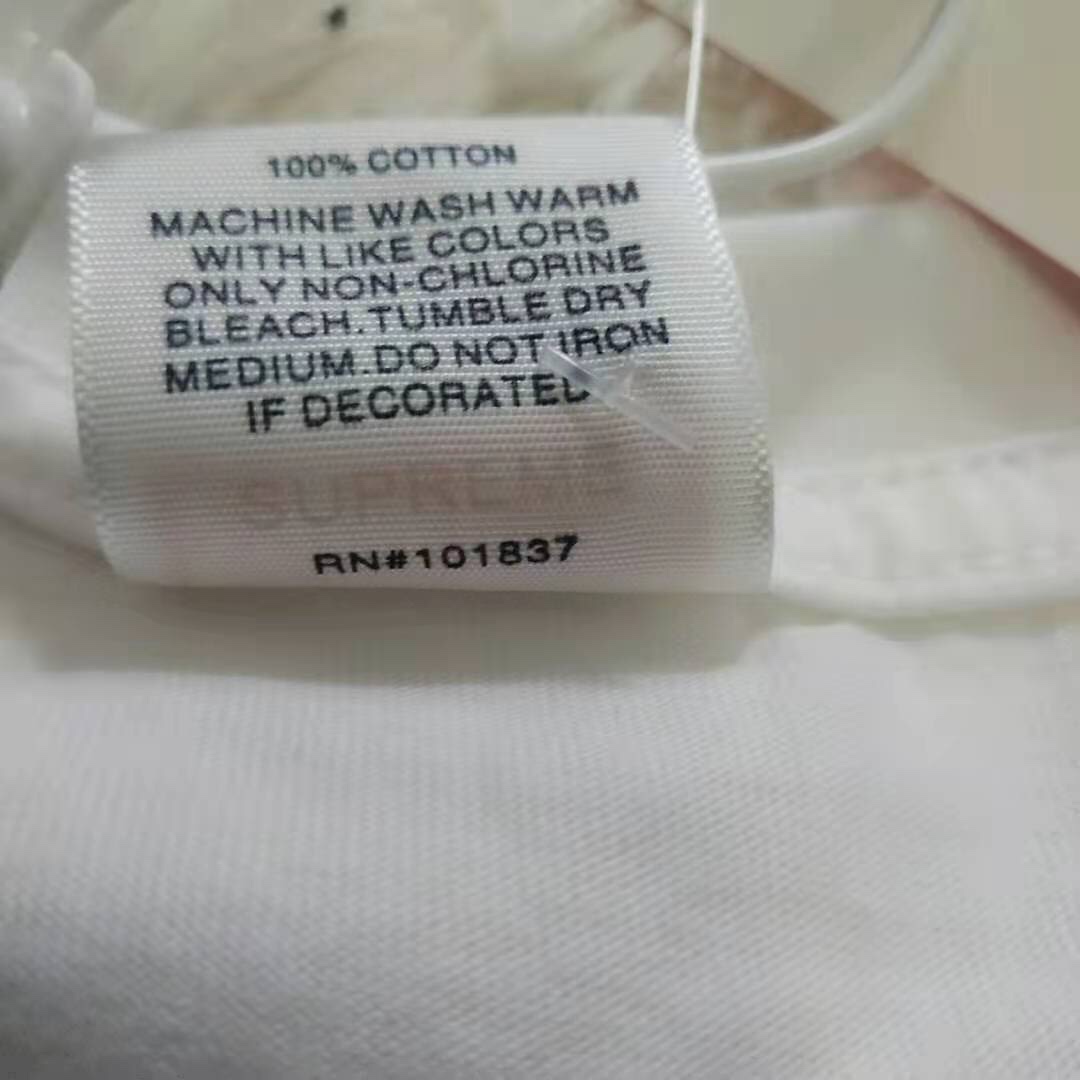 100% COTTON
MACHINE WASH WARM
WITH LIKE COLORS
ONLY NON-CHLORINE
BLEACH.TUMBLE DRY
MEDIUM.DO NOT IRON
IF DECORATED
SUPREME
RN#101837